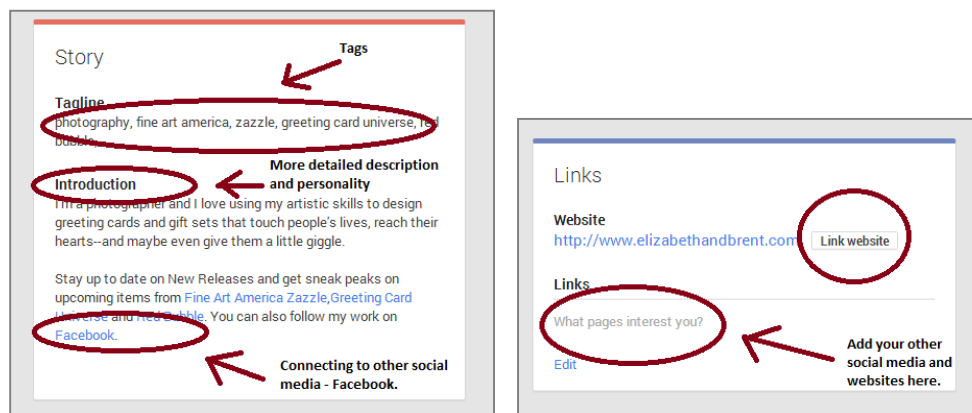 Story
Tags
Tagline
photography, fine art america, zazzle, greeting card universe, red
bubble,
More detailed description
and personality
Introduction
I'm a photographer and I love using my artistic skills to design
greeting cards and gift sets that touch people's lives, reach their
hearts--and maybe even give them a little giggle.
Stay up to date on New Releases and get sneak peaks on
upcoming items from Fine Art America Zazzle,Greeting Card
Universe and Red Bubble. You can also follow my work on
Facebook.
Connecting to other social
media - Facebook.
Links
Website
http://www.elizabethandbrent.com
Link website
Links
What pages interest you?
Add your other
social media and
websites here.
Edit